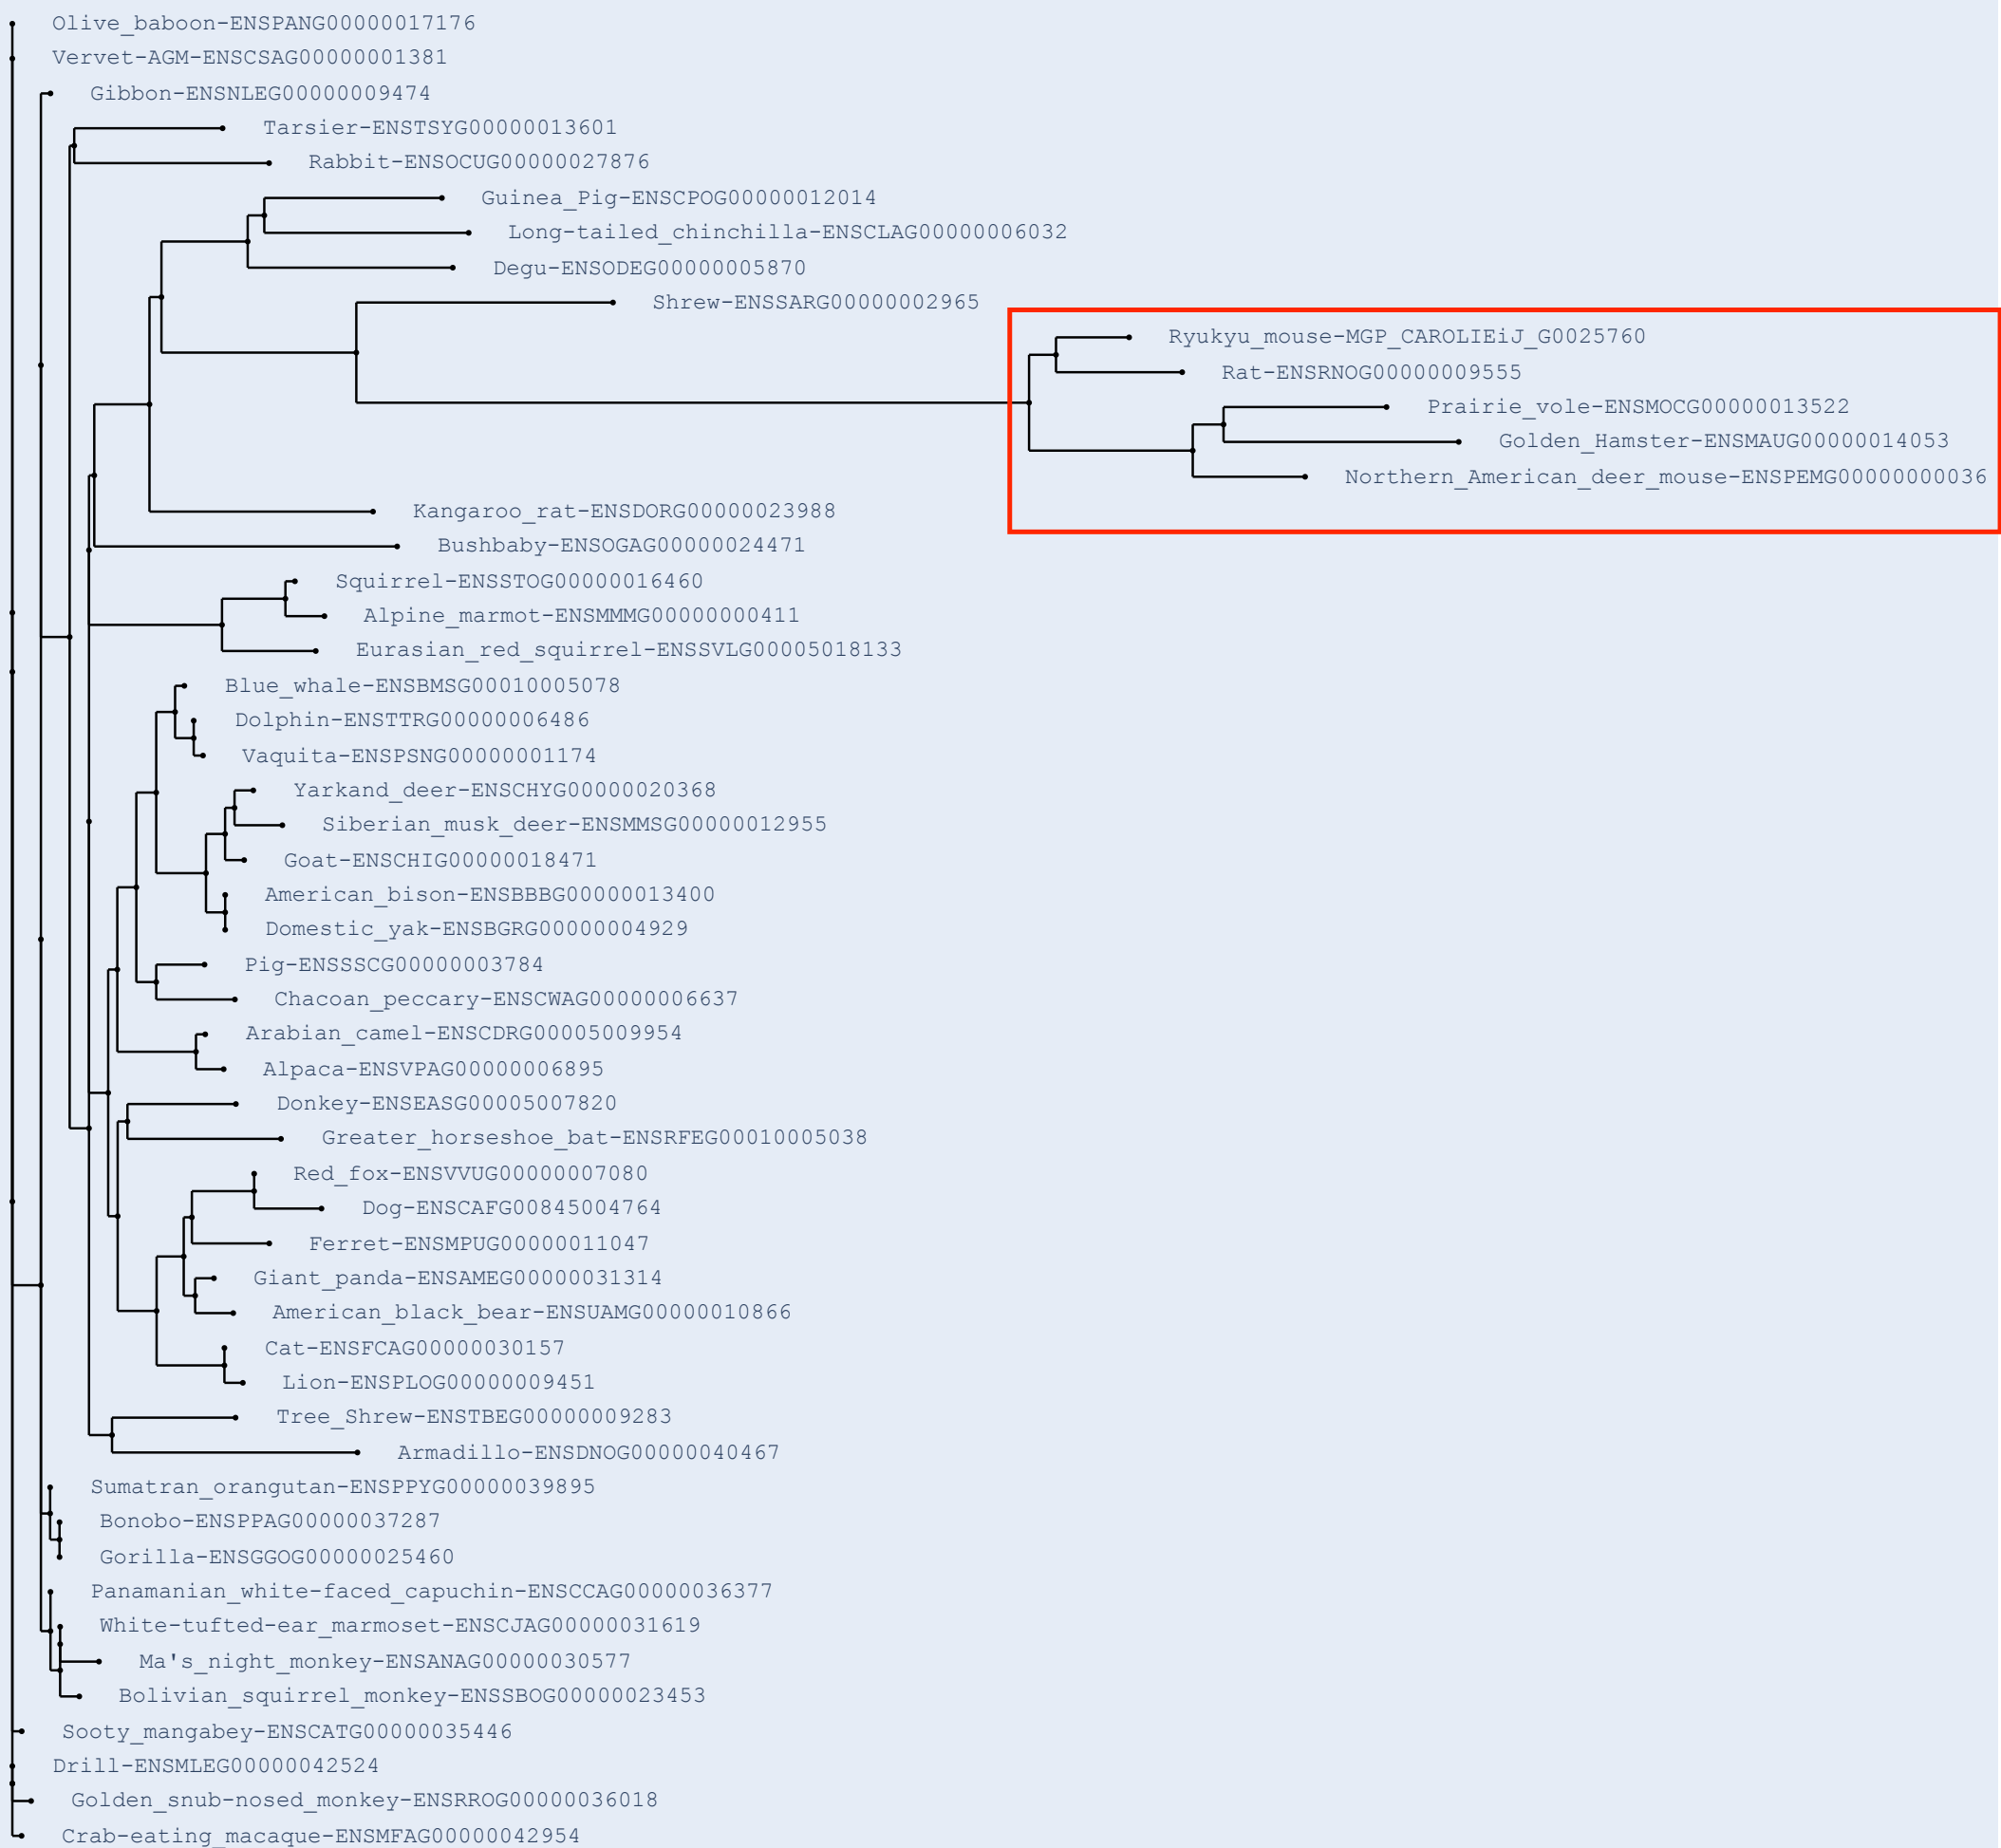 Olive_baboon-ENSPANG00000017176
Vervet-AGM-ENSCSAG00000001381
Gibbon-ENSNLEG00000009474
Tarsier-ENSTSYG00000013601
Rabbit-ENSOCUG00000027876
Guinea_Pig-ENSCPOG00000012014
Long-tailed_chinchilla-ENSCLAG00000006032
Degu-ENSODEG00000005870
Shrew-ENSSARG00000002965
Ryukyu_mouse-MGP_CAROLIEiJ_G0025760
Rat-ENSRNOG00000009555
Prairie_vole-ENSMOCG00000013522
Golden_Hamster-ENSMAUG00000014053
Northern_American_deer_mouse-ENSPEMG00000000036
Kangaroo_rat-ENSDORG00000023988
Bushbaby-ENSOGAG00000024471
Squirrel-ENSSTOG00000016460
Alpine_marmot-ENSMMMG00000000411
Eurasian_red_squirrel-ENSSVLG00005018133
Blue_whale-ENSBMSG00010005078
Dolphin-ENSTTRG00000006486
Vaquita-ENSPSNG00000001174
Yarkand_deer-ENSCHYG00000020368
Siberian_musk_deer-ENSMMSG00000012955
Goat-ENSCHIG00000018471
American_bison-ENSBBBG00000013400
Domestic_yak-ENSBGRG00000004929
Pig-ENSSSCG00000003784
Chacoan_peccary-ENSCWAG00000006637
Arabian_camel-ENSCDRG00005009954
Alpaca-ENSVPAG00000006895
Donkey-ENSEASG00005007820
Greater_horseshoe_bat-ENSRFEG00010005038
Red_fox-ENSVVUG00000007080
Dog-ENSCAFG00845004764
Ferret-ENSMPUG00000011047
Giant_panda-ENSAMEG00000031314
American_black_bear-ENSUAMG00000010866
Cat-ENSFCAG00000030157
Lion-ENSPLOG00000009451
Tree_Shrew-ENSTBEG00000009283
Armadillo-ENSDNOG00000040467
Sumatran_orangutan-ENSPPYG00000039895
Bonobo-ENSPPAG00000037287
Gorilla-ENSGGOG00000025460
Panamanian_white-faced_capuchin-ENSCCAG00000036377
White-tufted-ear_marmoset-ENSCJAG00000031619
Ma's_night_monkey-ENSANAG00000030577
Bolivian_squirrel_monkey-ENSSBOG00000023453
Sooty_mangabey-ENSCATG00000035446
Drill-ENSMLEG00000042524
Golden_snub-nosed_monkey-ENSRROG00000036018
Crab-eating_macaque-ENSMFAG00000042954